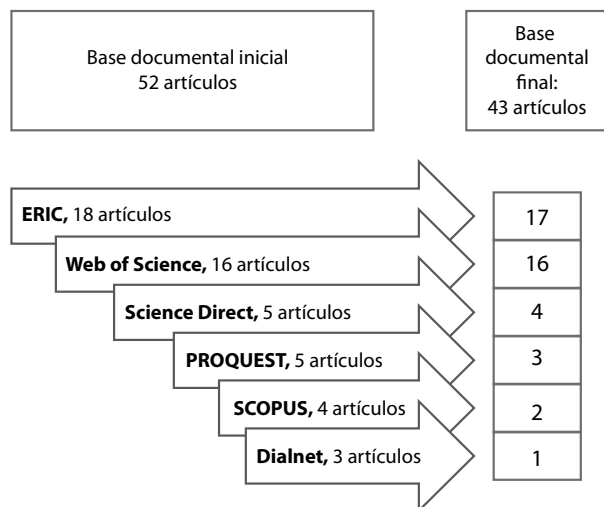 Base documental inicial
52 artículos
Base
documental
final:
43 artículos
ERIC, 18 artículos
17
Web of Science, 16 artículos
16
Science Direct, 5 artículos
4
PROQUEST, 5 artículos
3
SCOPUS, 4 artículos
2
Dialnet, 3 artículos
1